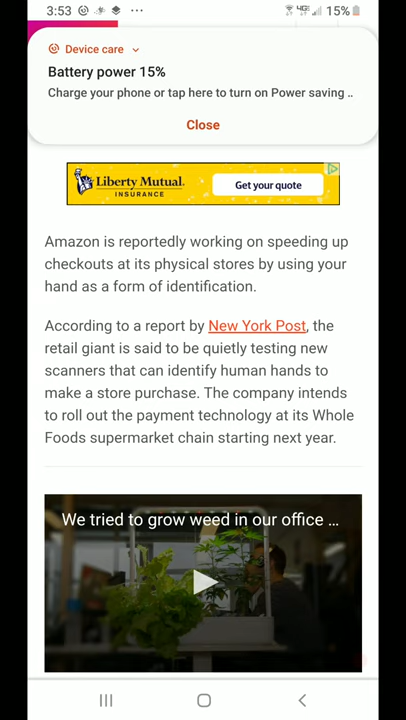 3:53
15%
Device care
Battery power 15%
Charge your phone or tap here to turn on Power saving ..
Close
Liberty Mutual.
INSURANCE
Get your quote
Amazon is reportedly working on speeding up
checkouts at its physical stores by using your
hand as a form of identification.
According to a report by New York Post, the
retail giant is said to be quietly testing new
scanners that can identify human hands to
make a store purchase. The company intends
to roll out the payment technology at its Whole
Foods supermarket chain starting next year.
We tried to grow weed in our office ...